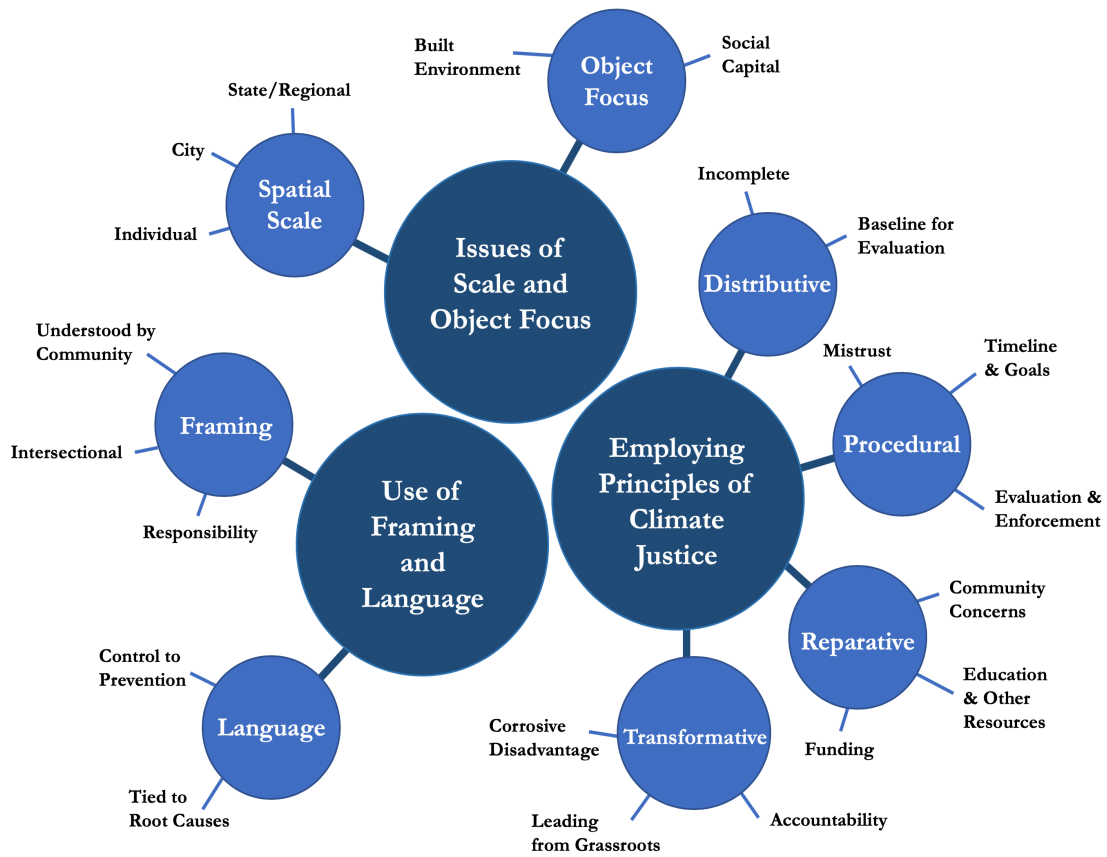 Built
Environment
Object
Focus
Social
Capital
State/Regional
City
Individual
Spatial
Scale
Issues of
Scale and
Object Focus
Incomplete
Baseline for
Evaluation
Distributive
Mistrust
Timeline
& Goals
Procedural
Evaluation &
Enforcement
Employing
Principles of
Climate
Justice
Community
Concerns
Reparative
Education
& Other
Resources
Funding
Corrosive
Disadvantage
Transformative
Leading
from Grassroots
Accountability
Understood by
Community
Framing
Intersectional
Responsibility
Use of
Framing
and
Language
Control to
Prevention
Language
Tied to
Root Causes